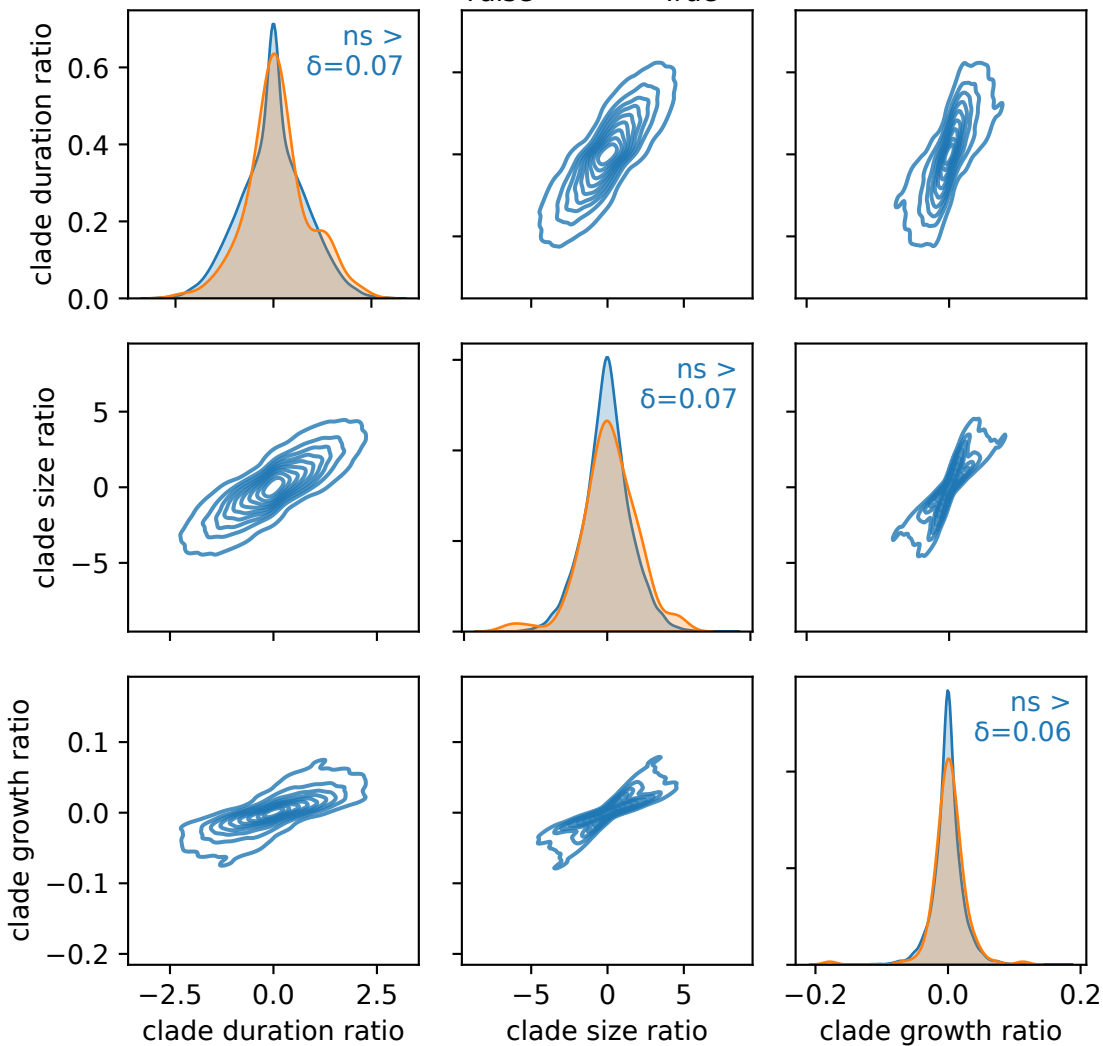 False True
clade duration ratio
0.6
0.4
0.2
0.0
ns >
δ=0.07
clade size ratio
5
0
−5
ns >
δ=0.07
clade growth ratio
0.1
0.0
−0.1
−0.2
ns >
δ=0.06
−2.5 0.0 2.5
−5 0 5
−0.2 0.0 0.2
clade duration ratio
clade size ratio
clade growth ratio